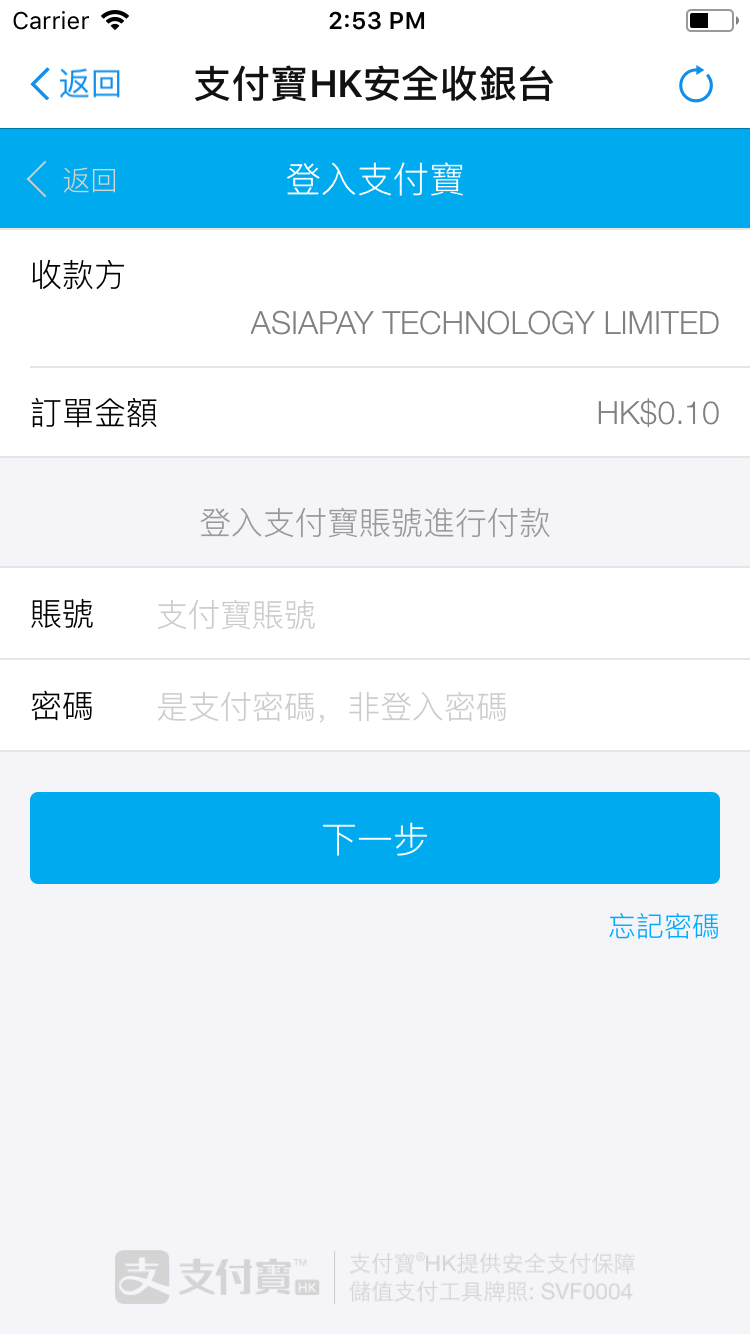 Carrier 2:53 PM
返回 支付寶HK安全收銀台
返回 登入支付寶
收款方
ASIAPAY TECHNOLOGY LIMITED
訂單金額 HK$0.10
登入支付寶賬號進行付款
賬號 支付寶賬號
密碼 是支付密碼，非登入密碼
下一步
忘記密碼
支 支付寶™ HK
支付寶®HK提供安全支付保障
儲值支付工具牌照: SVF0004